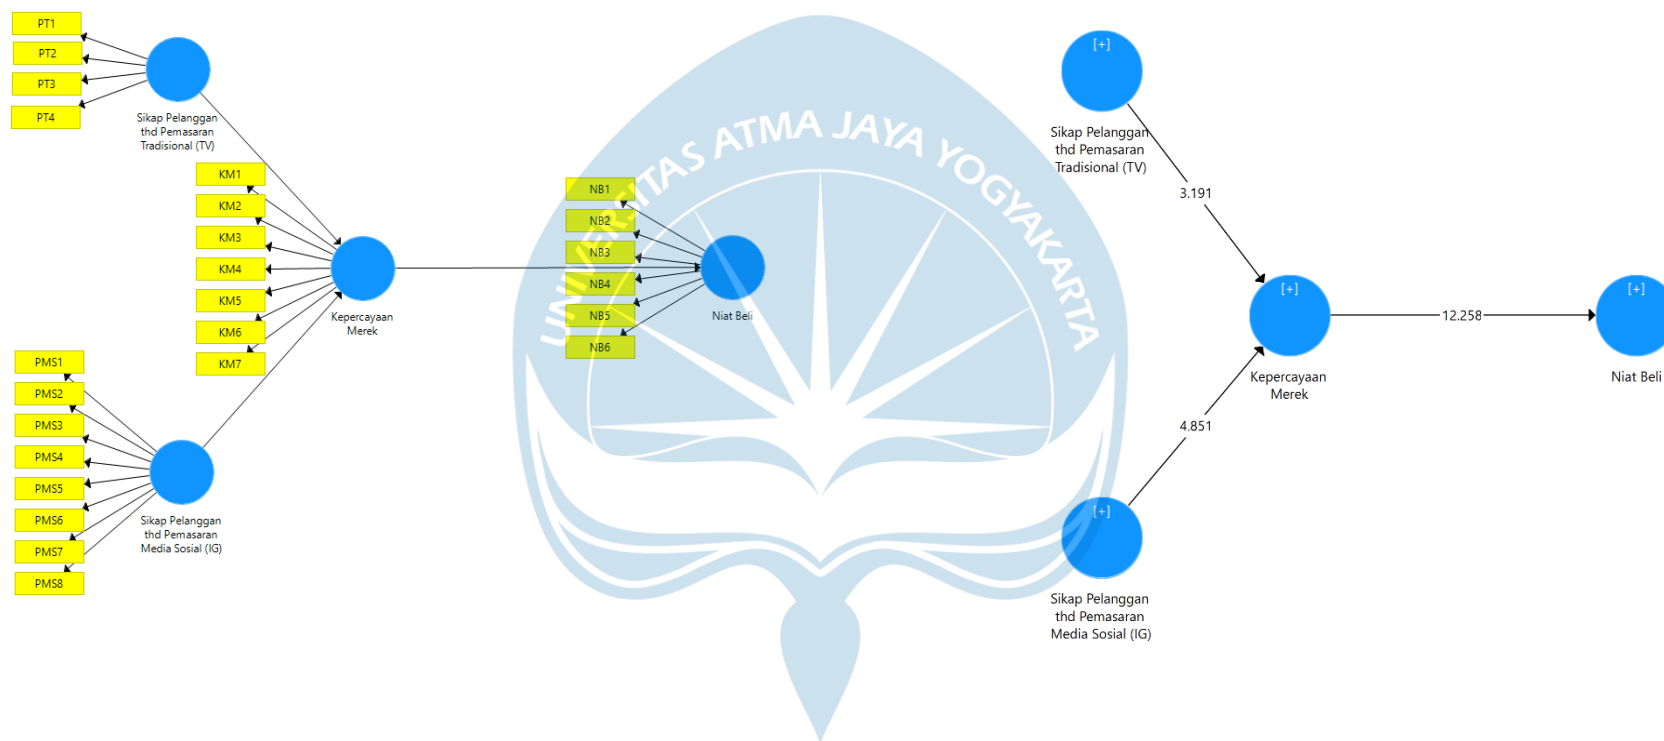 PT1
PT2
PT3
PT4
Sikap Pelanggan
thd Pemasaran
Tradisional (TV)
KM1
KM2
KM3
KM4
KM5
KM6
KM7
Kepercayaan
Merek
PMS1
PMS2
PMS3
PMS4
PMS5
PMS6
PMS7
PMS8
Sikap Pelanggan
thd Pemasaran
Media Sosial (IG)
NB1
NB2
NB3
NB4
NB5
NB6
Niat Beli
UNIVERSITAS ATMA JAYA YOGYAKARTA
[+]
Sikap Pelanggan
thd Pemasaran
Tradisional (TV)
3.191
[+]
Kepercayaan
Merek
12.258
[+]
Niat Beli
4.851
[+]
Sikap Pelanggan
thd Pemasaran
Media Sosial (IG)